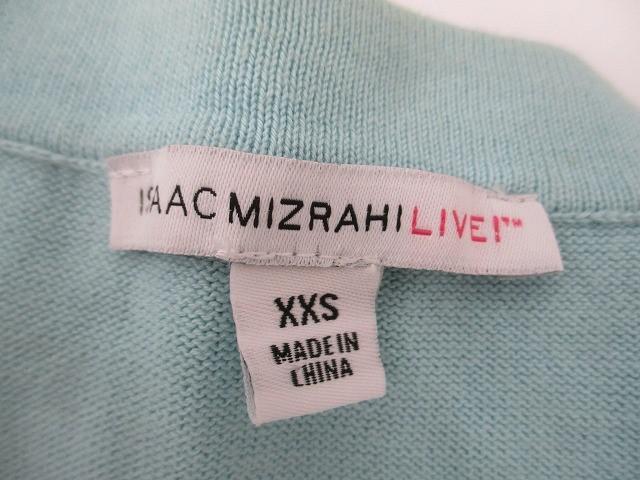 ISAAC MIZRAHI LIVE!™
XXS
MADE IN
CHINA